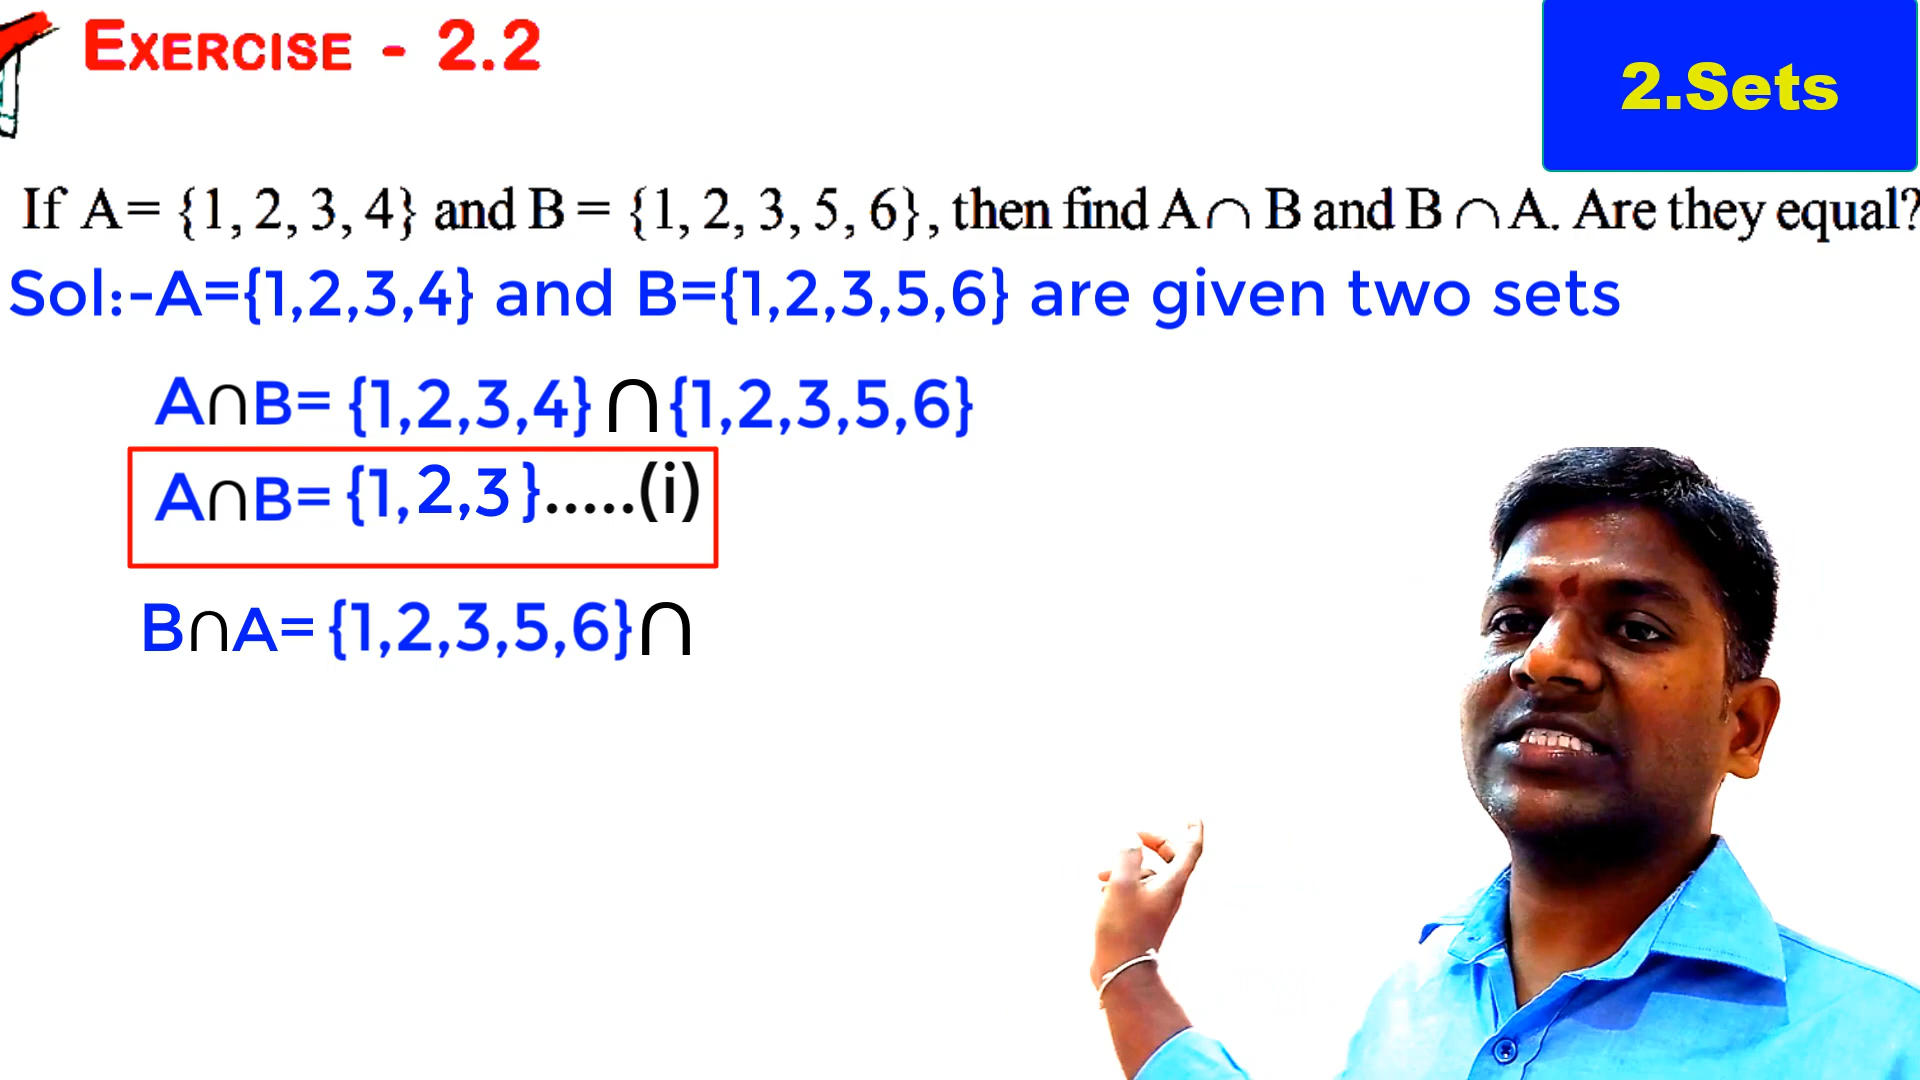 EXERCISE - 2.2
2.Sets
If A= {1, 2, 3, 4} and B = {1, 2, 3, 5, 6}, then find A∩ B and B ∩ A. Are they equal?
Sol:-A={1,2,3,4} and B={1,2,3,5,6} are given two sets
A∩B= {1,2,3,4} ∩ {1,2,3,5,6}
A∩B= {1,2,3 }.....(i)
B∩A= {1,2,3,5,6}∩